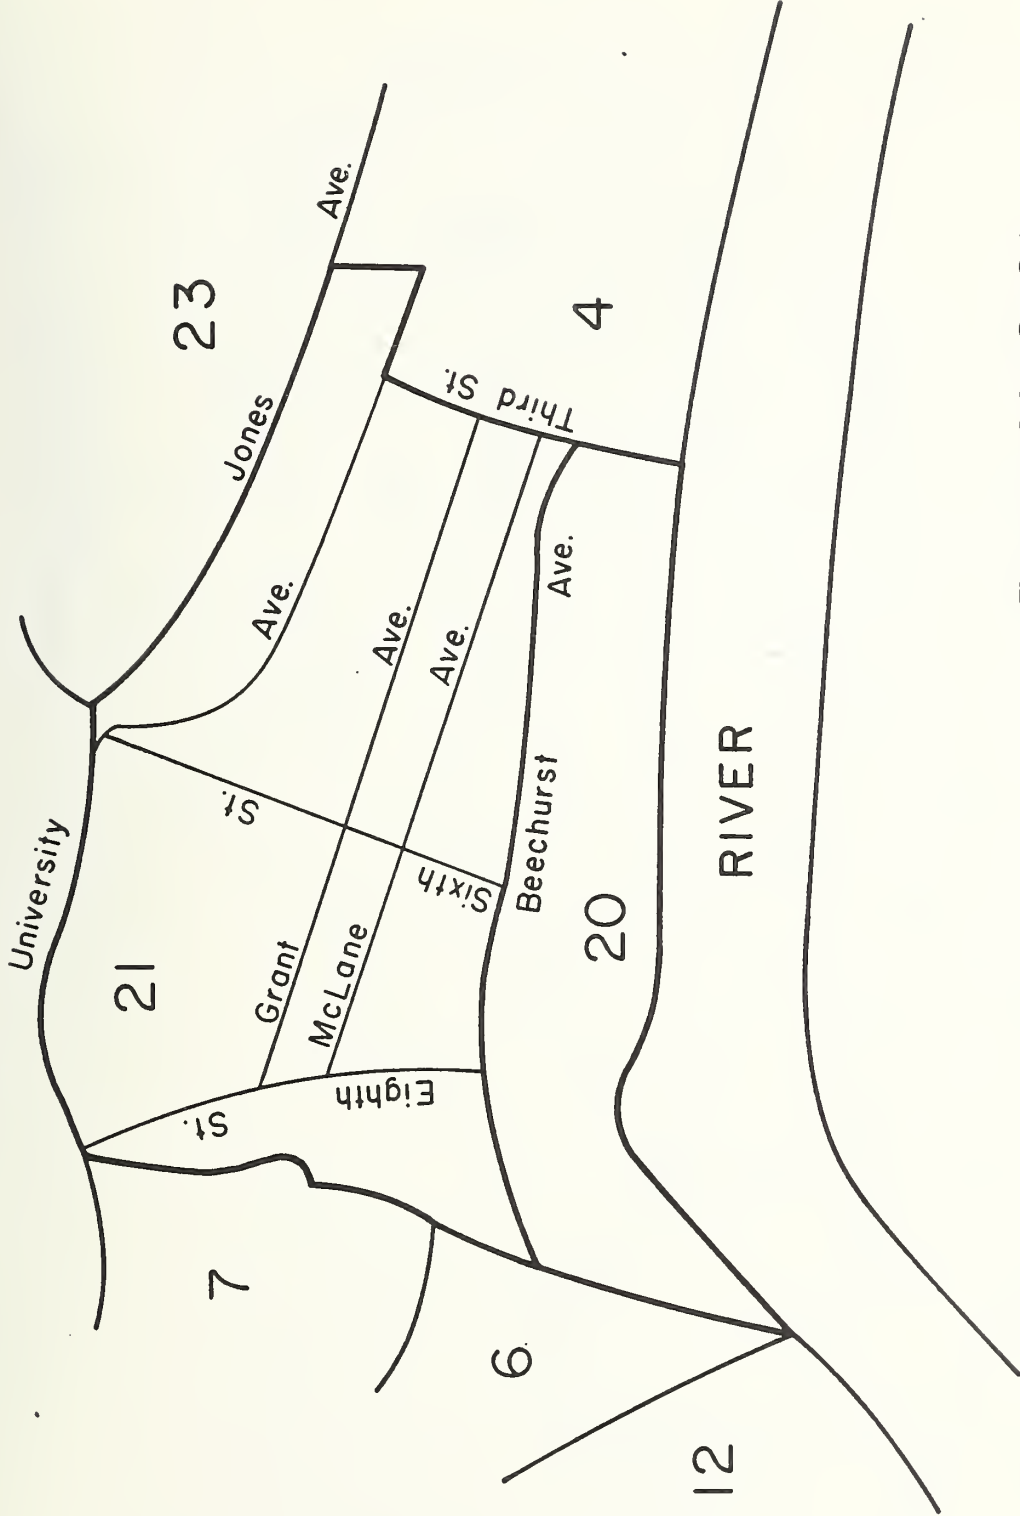 University Ave.
Jones Ave.
Grant Ave.
McLane Ave.
Beechurst Ave.
Third St.
Sixth St.
Eighth St.
23
21
4
20
7
6
12
RIVER